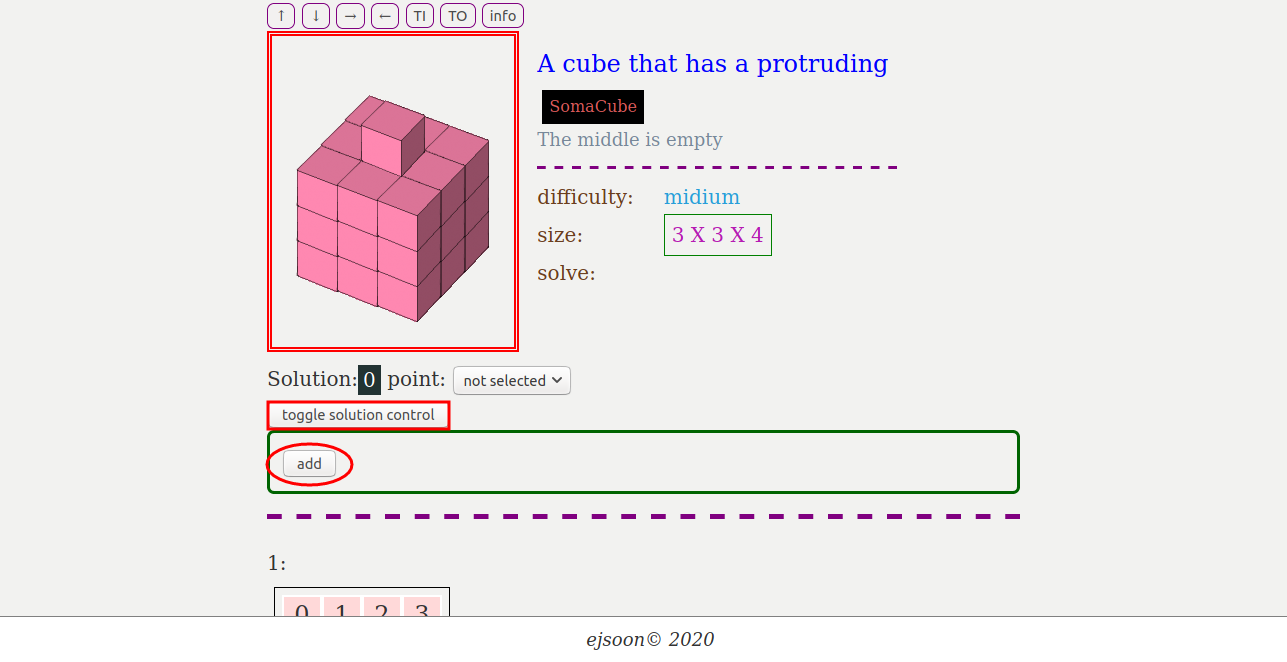 ↑ ↓ → ← TI TO info
A cube that has a protruding
SomaCube
The middle is empty
difficulty: midium
size: 3 X 3 X 4
solve:
Solution:0 point: not selected
toggle solution control
add
1:
0 1 2 3
ejsoon© 2020